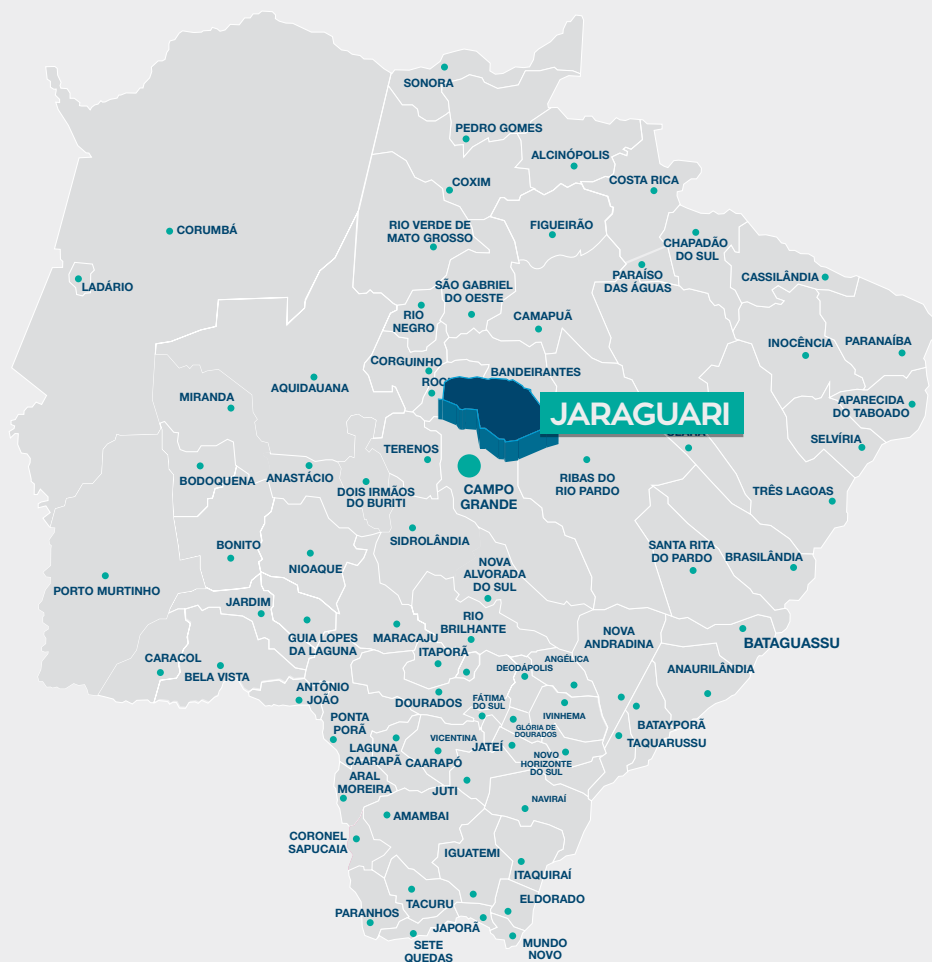 SONORA
PEDRO GOMES
ALCINÓPOLIS
COXIM
COSTA RICA
CORUMBÁ
RIO VERDE DE
MATO GROSSO
FIGUEIRÃO
CHAPADÃO
DO SUL
LADÁRIO
SÃO GABRIEL
DO OESTE
PARAÍSO
DAS ÁGUAS
CASSILÂNDIA
RIO
NEGRO
CAMAPUÃ
INOCÊNCIA
PARANAÍBA
CORGUINHO
BANDEIRANTES
AQUIDAUANA
MIRANDA
JARAGUARI
APARECIDA
DO TABOADO
SELVÍRIA
TERENOS
BODOQUENA
ANASTÁCIO
DOIS IRMÃOS
DO BURITI
CAMPO
GRANDE
RIBAS DO
RIO PARDO
TRÊS LAGOAS
SIDROLÂNDIA
BONITO
NIOAQUE
NOVA
ALVORADA
DO SUL
SANTA RITA
DO PARDO
BRASILÂNDIA
PORTO MURTINHO
JARDIM
GUIA LOPES
DA LAGUNA
MARACAJU
RIO
BRILHANTE
NOVA
ANDRADINA
BATAGUASSU
CARACOL
BELA VISTA
ITAPORÃ
DEODÁPOLIS
ANGÉLICA
ANAURILÂNDIA
ANTÔNIO
JOÃO
DOURADOS
FÁTIMA
DO SUL
IVINHEMA
BATAYPORÃ
PONTA
PORÃ
LAGUNA
CAARAPÃ
VICENTINA
CAARAPÓ
JATEÍ
GLÓRIA DE
DOURADOS
TAQUARUSSU
NOVO
HORIZONTE
DO SUL
ARAL
MOREIRA
JUTI
NAVIRAÍ
AMAMBAI
CORONEL
SAPUCAIA
IGUATEMI
ITAQUIRAÍ
TACURU
ELDORADO
PARANHOS
JAPORÃ
SETE
QUEDAS
MUNDO
NOVO